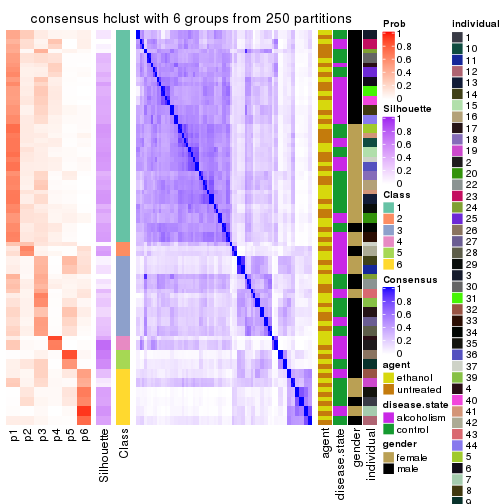 consensus hclust with 6 groups from 250 partitions
p1
p2
p3
p4
p5
p6
Silhouette
Class
agent
disease.state
gender
individual
Prob
1
0.8
0.6
0.4
0.2
0
Silhouette
1
0.8
0.6
0.4
0.2
0
Class
1
2
3
4
5
6
Consensus
1
0.8
0.6
0.4
0.2
0
agent
ethanol
untreated
disease.state
alcoholism
control
gender
female
male
individual
1
10
11
12
13
14
15
16
17
18
19
2
20
22
23
24
25
26
27
28
29
3
30
31
32
33
34
35
36
37
39
4
40
41
42
43
44
5
6
7
8
9